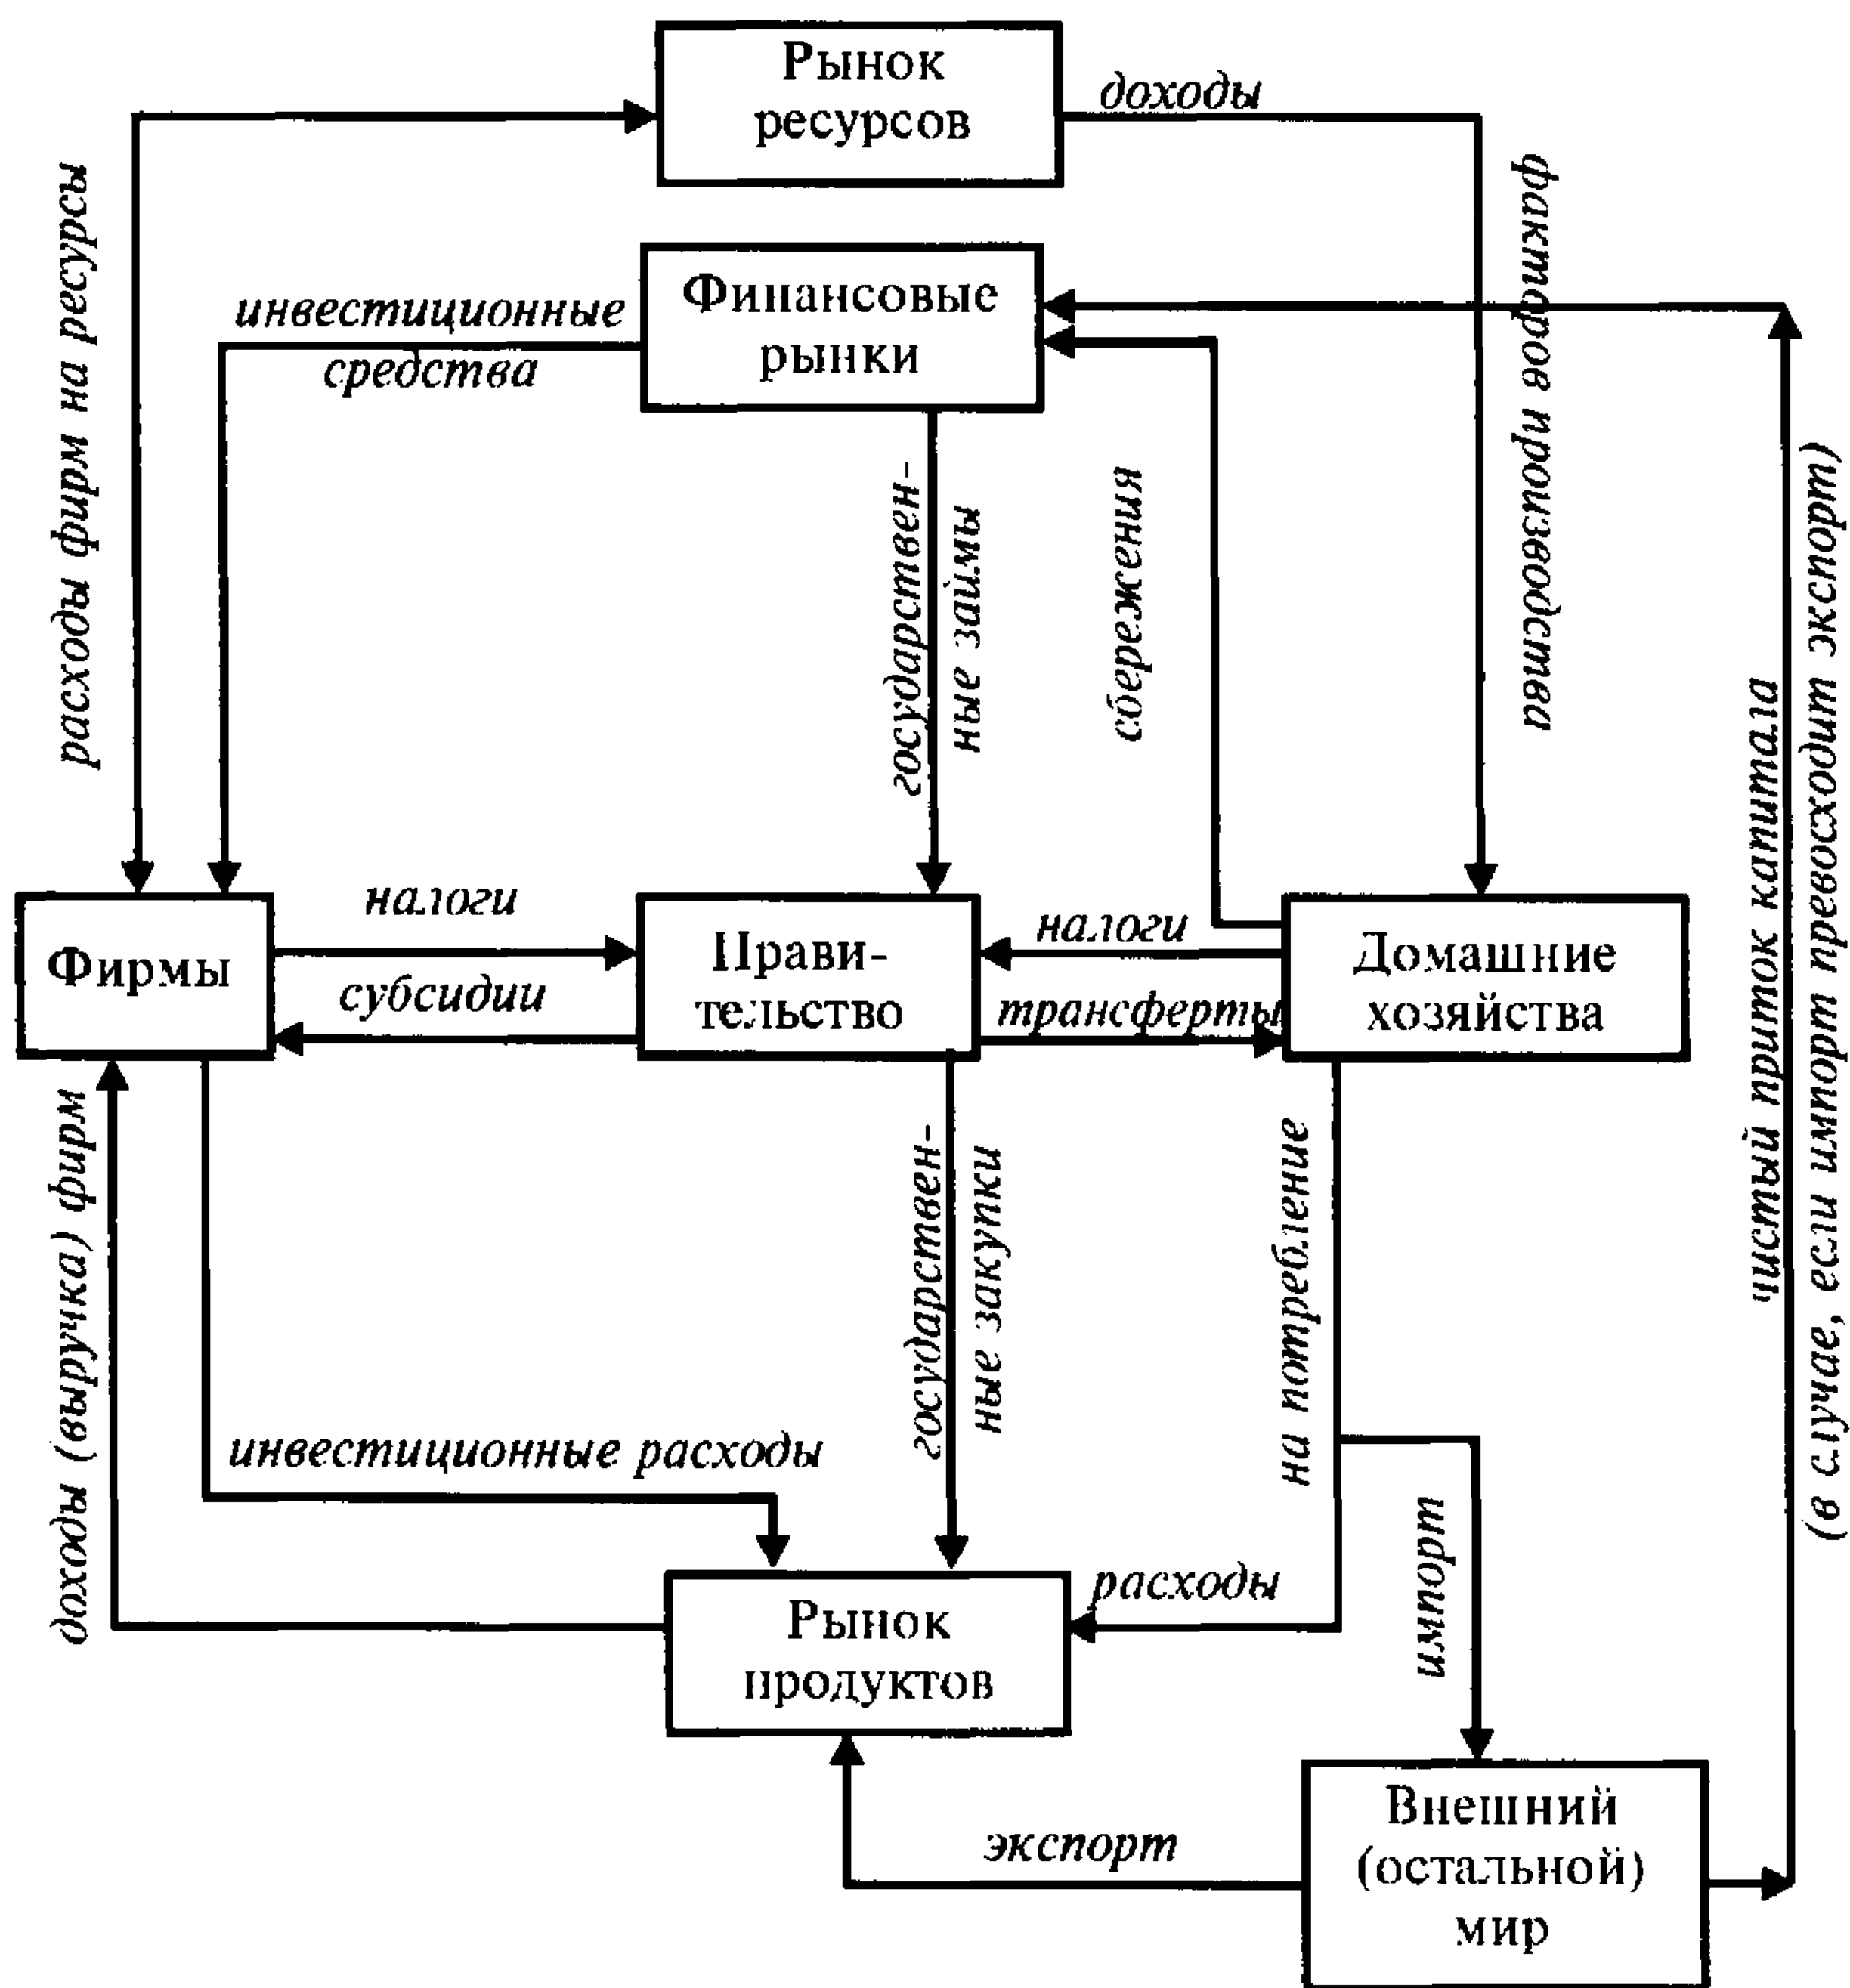 Рынок
ресурсов
доходы
факторов производства
расходы фирм на ресурсы
Финансовые
рынки
инвестиционные
средства
государствен-
ные займы
сбережения
чистый приток капитала
(в случае, если импорт превосходит экспорт)
Фирмы
налоги
субсидии
Прави-
тельство
налоги
трансферты
Домашние
хозяйства
доходы (выручка) фирм
инвестиционные расходы
государствен-
ные закупки
на потребление
расходы
импорт
Рынок
продуктов
экспорт
Внешний
(остальной)
мир